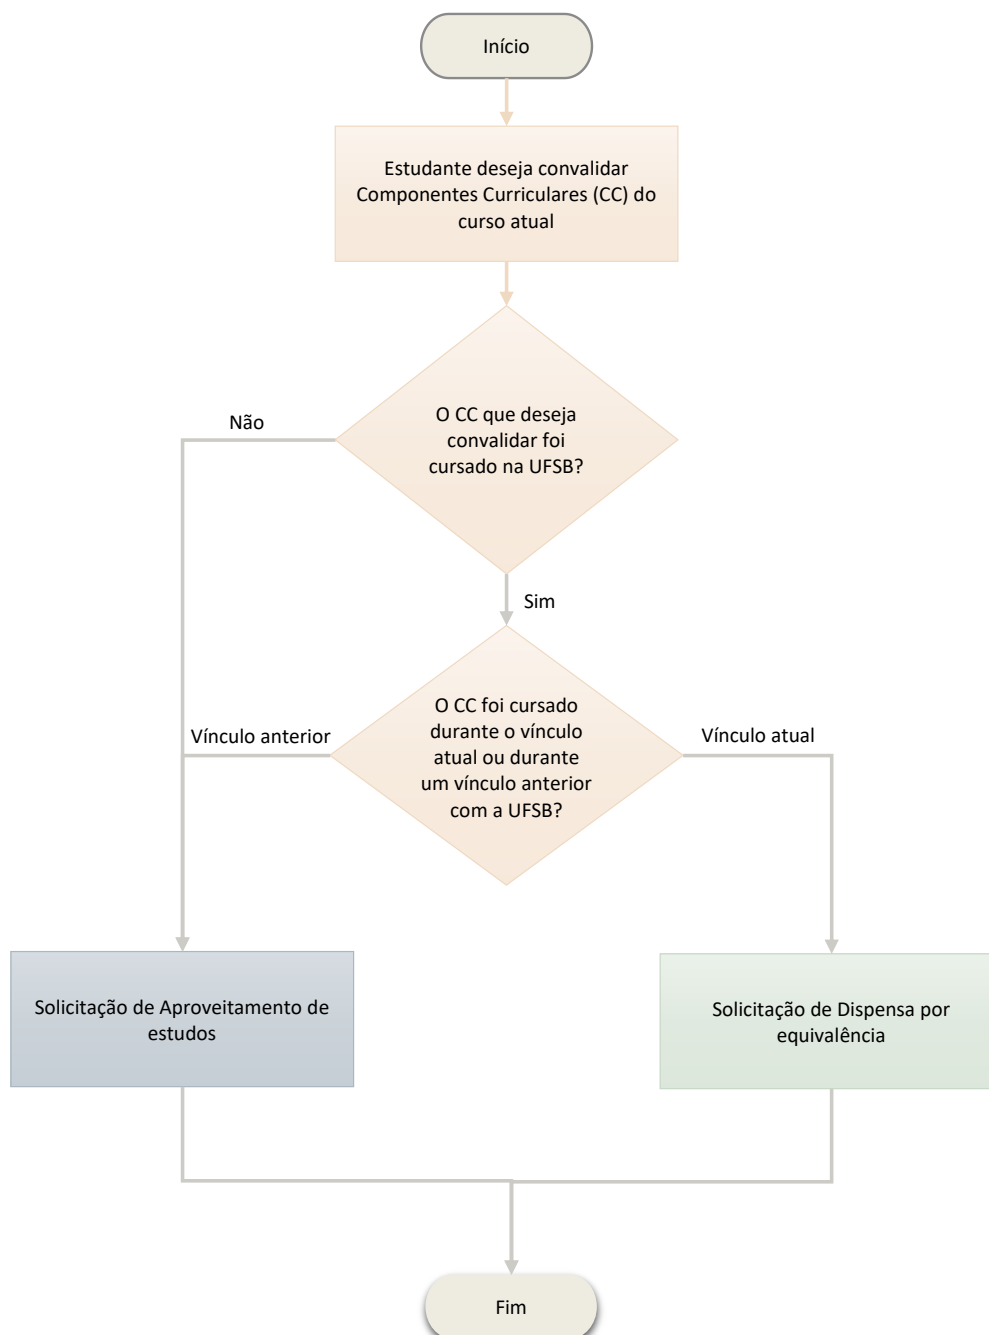 Início
Estudante deseja convalidar
Componentes Curriculares (CC) do
curso atual
Não
O CC que deseja
convalidar foi
cursado na UFSB?
Sim
Vínculo anterior
O CC foi cursado
durante o vínculo
atual ou durante
um vínculo anterior
com a UFSB?
Vínculo atual
Solicitação de Aproveitamento de
estudos
Solicitação de Dispensa por
equivalência
Fim